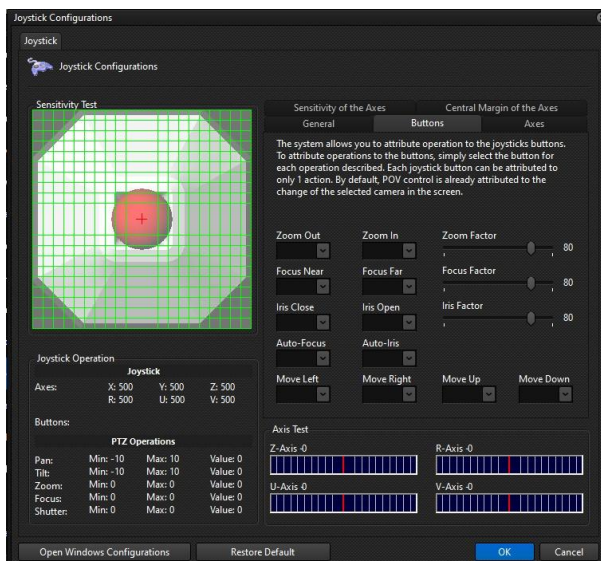 Joystick Configurations
Joystick
Joystick Configurations
Sensitivity Test
Joystick Operation
Joystick
Axes: X: 500 Y: 500 Z: 500
R: 500 U: 500 V: 500
Buttons:
PTZ Operations
Pan: Min: -10 Max: 10 Value: 0
Tilt: Min: -10 Max: 10 Value: 0
Zoom: Min: 0 Max: 0 Value: 0
Focus: Min: 0 Max: 0 Value: 0
Shutter: Min: 0 Max: 0 Value: 0
Sensitivity of the Axes Central Margin of the Axes
General Buttons Axes
The system allows you to attribute operation to the joysticks buttons.
To attribute operations to the buttons, simply select the button for
each operation described. Each joystick button can be attributed to
only 1 action. By default, POV control is already attributed to the
change of the selected camera in the screen.
Zoom Out Zoom In Zoom Factor
80
Focus Near Focus Far Focus Factor
80
Iris Close Iris Open Iris Factor
80
Auto-Focus Auto-Iris
Move Left Move Right Move Up Move Down
Axis Test
Z-Axis -0 R-Axis -0
U-Axis -0 V-Axis -0
Open Windows Configurations Restore Default OK Cancel